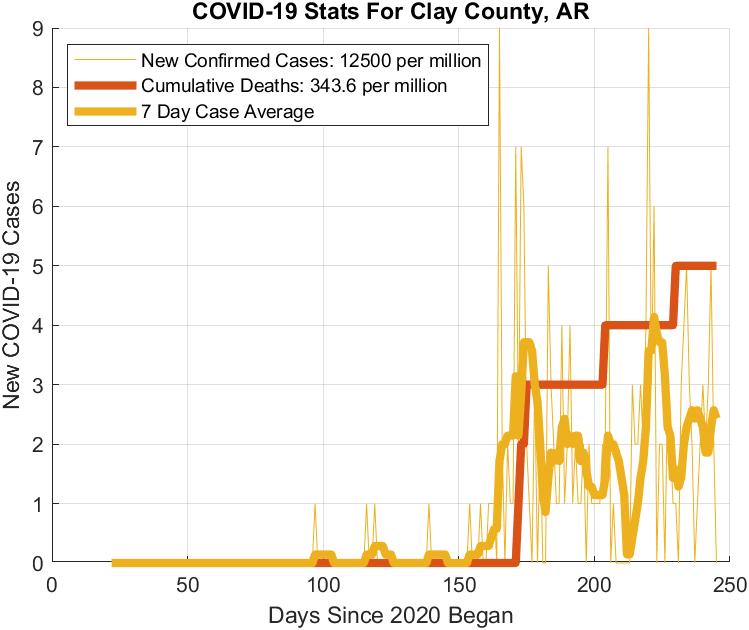 COVID-19 Stats For Clay County, AR
New Confirmed Cases: 12500 per million
Cumulative Deaths: 343.6 per million
7 Day Case Average
New COVID-19 Cases
9
8
7
6
5
4
3
2
1
0
0 50 100 150 200 250
Days Since 2020 Began